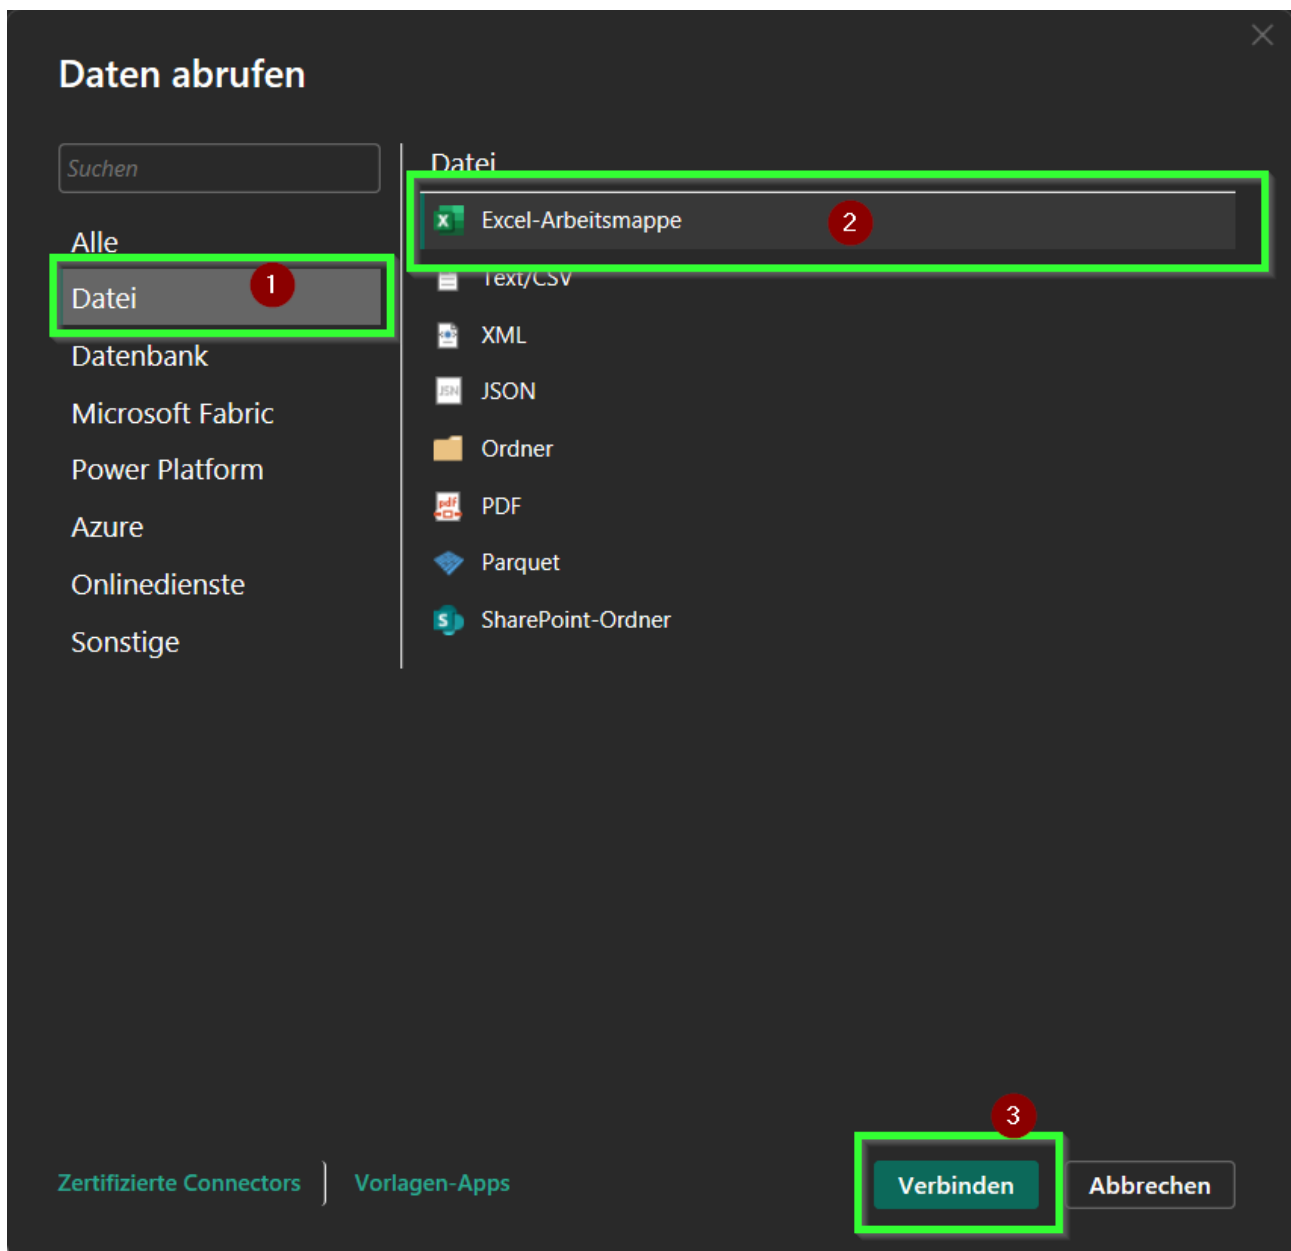 Daten abrufen
Suchen
Alle
Datei
1
Datenbank
Microsoft Fabric
Power Platform
Azure
Onlinedienste
Sonstige
Datei
Excel-Arbeitsmappe
2
Text/CSV
XML
JSON
Ordner
PDF
Parquet
SharePoint-Ordner
3
Zertifizierte Connectors
Vorlagen-Apps
Verbinden
Abbrechen